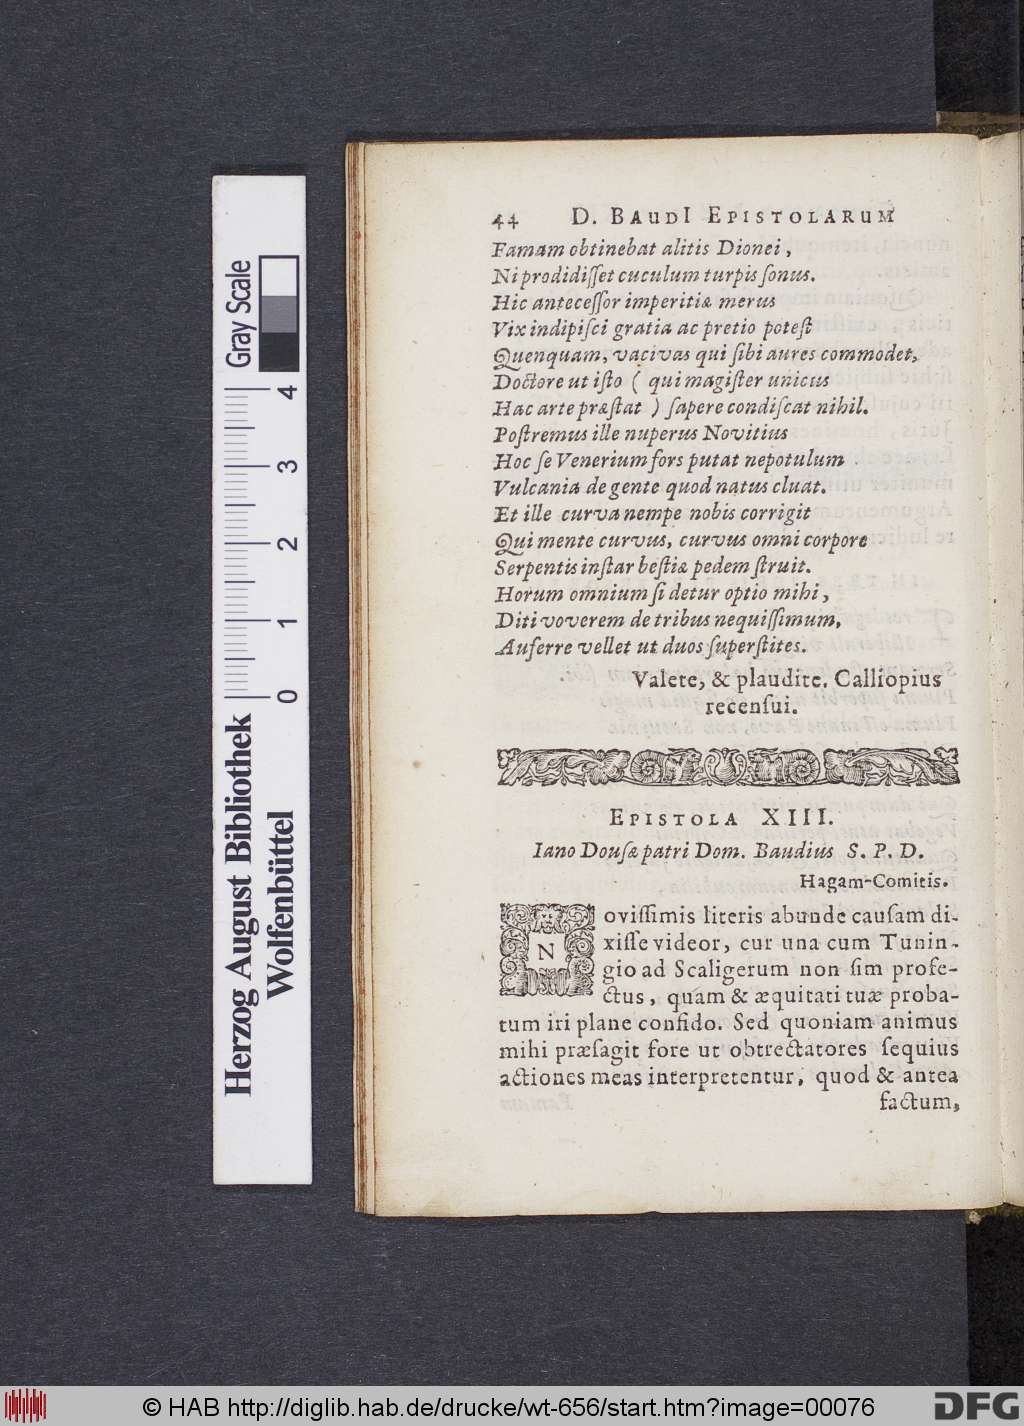 44 D. BAUDI EPISTOLARUM
Famam obtinebat alitis Dionei,
Ni prodidiſſet cuculum turpis ſonus.
Hic anteceſſor imperitiæ merus
Vix indipiſci gratia ac pretio poteſt
Quenquam, vacivas qui ſibi aures commodet,
Doctore ut iſto ( qui magiſter unicus
Hac arte præſtat ) ſapere condiſcat nihil.
Poſtremus ille nuperus Novitius
Hoc ſe Venerium fors putat nepotulum
Vulcania de gente quod natus cluat.
Et ille curva nempe nobis corrigit
Qui mente curvus, curvus omni corpore
Serpentis inſtar beſtiæ pedem ſtruit.
Horum omnium ſi detur optio mihi,
Diti voverem de tribus nequiſſimum,
Auferre vellet ut duos ſuperſtites.
Valete, & plaudite. Calliopius
recenſui.
EPISTOLA XIII.
Iano Douſæ patri Dom. Baudius S. P. D.
Hagam-Comitis.
Noviſſimis literis abunde cauſam di-
xiſſe videor, cur una cum Tunin-
gio ad Scaligerum non ſim profe-
ctus, quam & æquitati tuæ proba-
tum iri plane confido. Sed quoniam animus
mihi præſagit fore ut obtrectatores ſequius
actiones meas interpretentur, quod & antea
factum,
Herzog August Bibliothek
Wolfenbüttel
0 1 2 3 4
Gray Scale
© HAB http://diglib.hab.de/drucke/wt-656/start.htm?image=00076
DFG